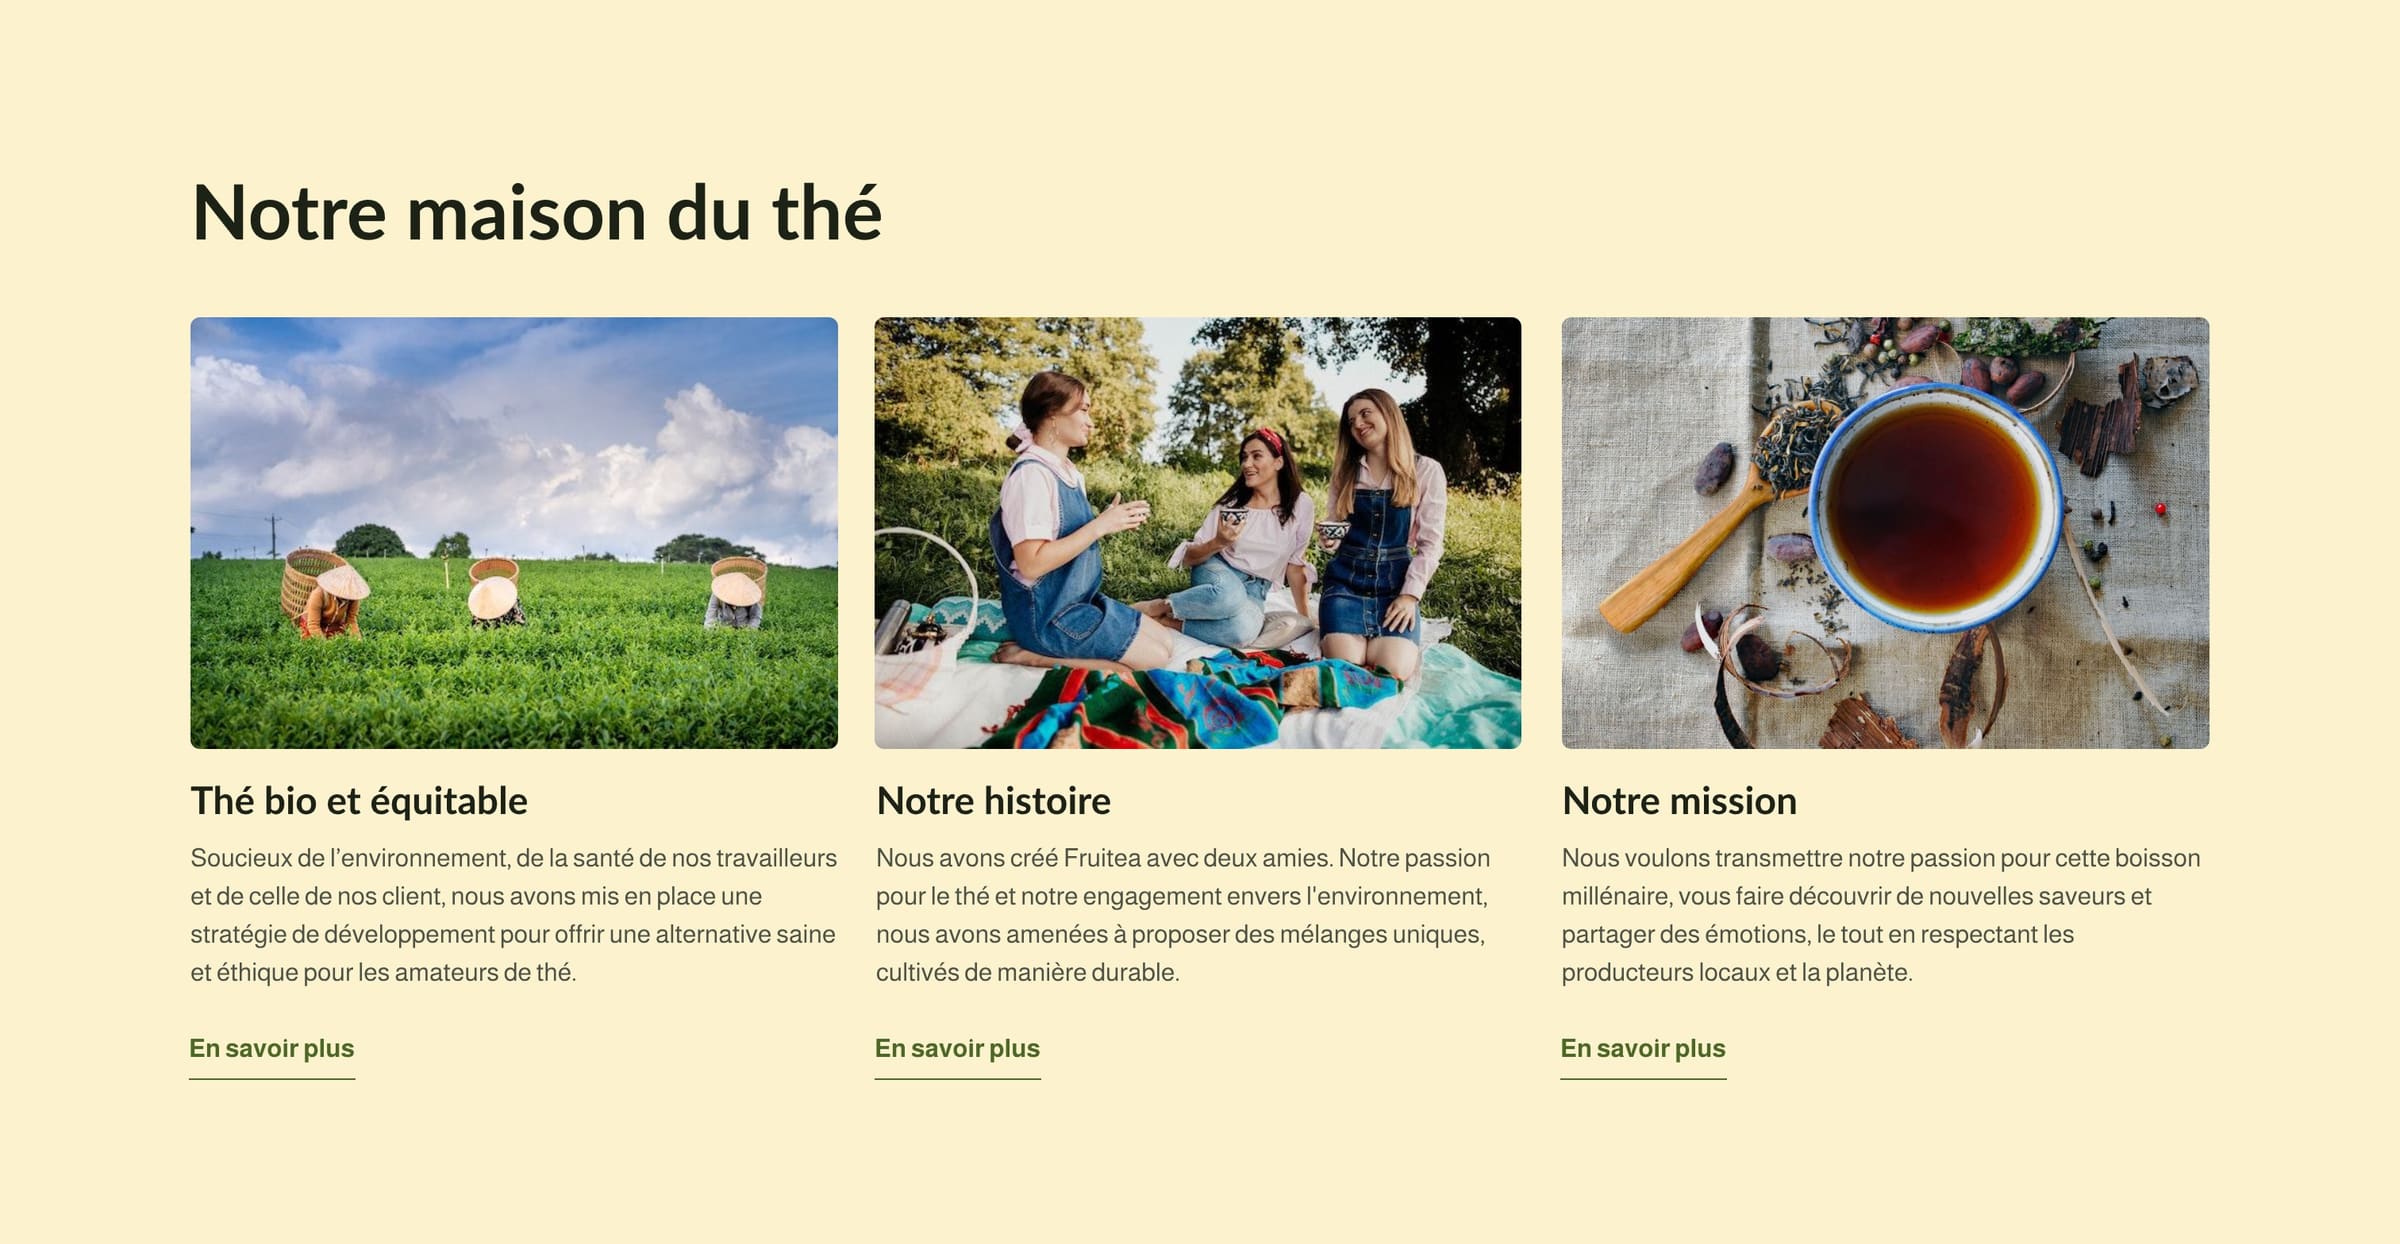 Notre maison du thé
Thé bio et équitable
Soucieux de l’environnement, de la santé de nos travailleurs
et de celle de nos client, nous avons mis en place une
stratégie de développement pour offrir une alternative saine
et éthique pour les amateurs de thé.
En savoir plus
Notre histoire
Nous avons créé Fruitea avec deux amies. Notre passion
pour le thé et notre engagement envers l'environnement,
nous avons amenées à proposer des mélanges uniques,
cultivés de manière durable.
En savoir plus
Notre mission
Nous voulons transmettre notre passion pour cette boisson
millénaire, vous faire découvrir de nouvelles saveurs et
partager des émotions, le tout en respectant les
producteurs locaux et la planète.
En savoir plus